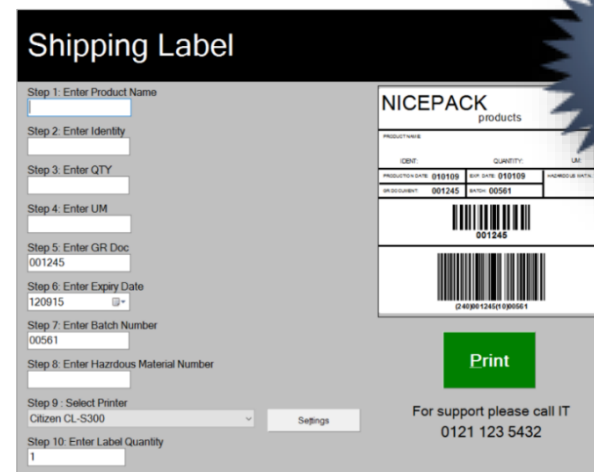 Shipping Label
Step 1: Enter Product Name
Step 2: Enter Identity
Step 3: Enter QTY
Step 4: Enter UM
Step 5: Enter GR Doc
001245
Step 6: Enter Expiry Date
120915
Step 7: Enter Batch Number
00561
Step 8: Enter Hazrdous Material Number
Step 9 : Select Printer
Citizen CL-S300
Settings
Step 10: Enter Label Quantity
1
NICEPACK
products
PRODUCT NAME
IDENT: QUANTITY: UM:
PRODUCTION DATE: 010109 EXP. DATE: 010109
GR DOCUMENT: 001245 BATCH: 00561
001245
(240)001245(10)00561
Print
For support please call IT
0121 123 5432